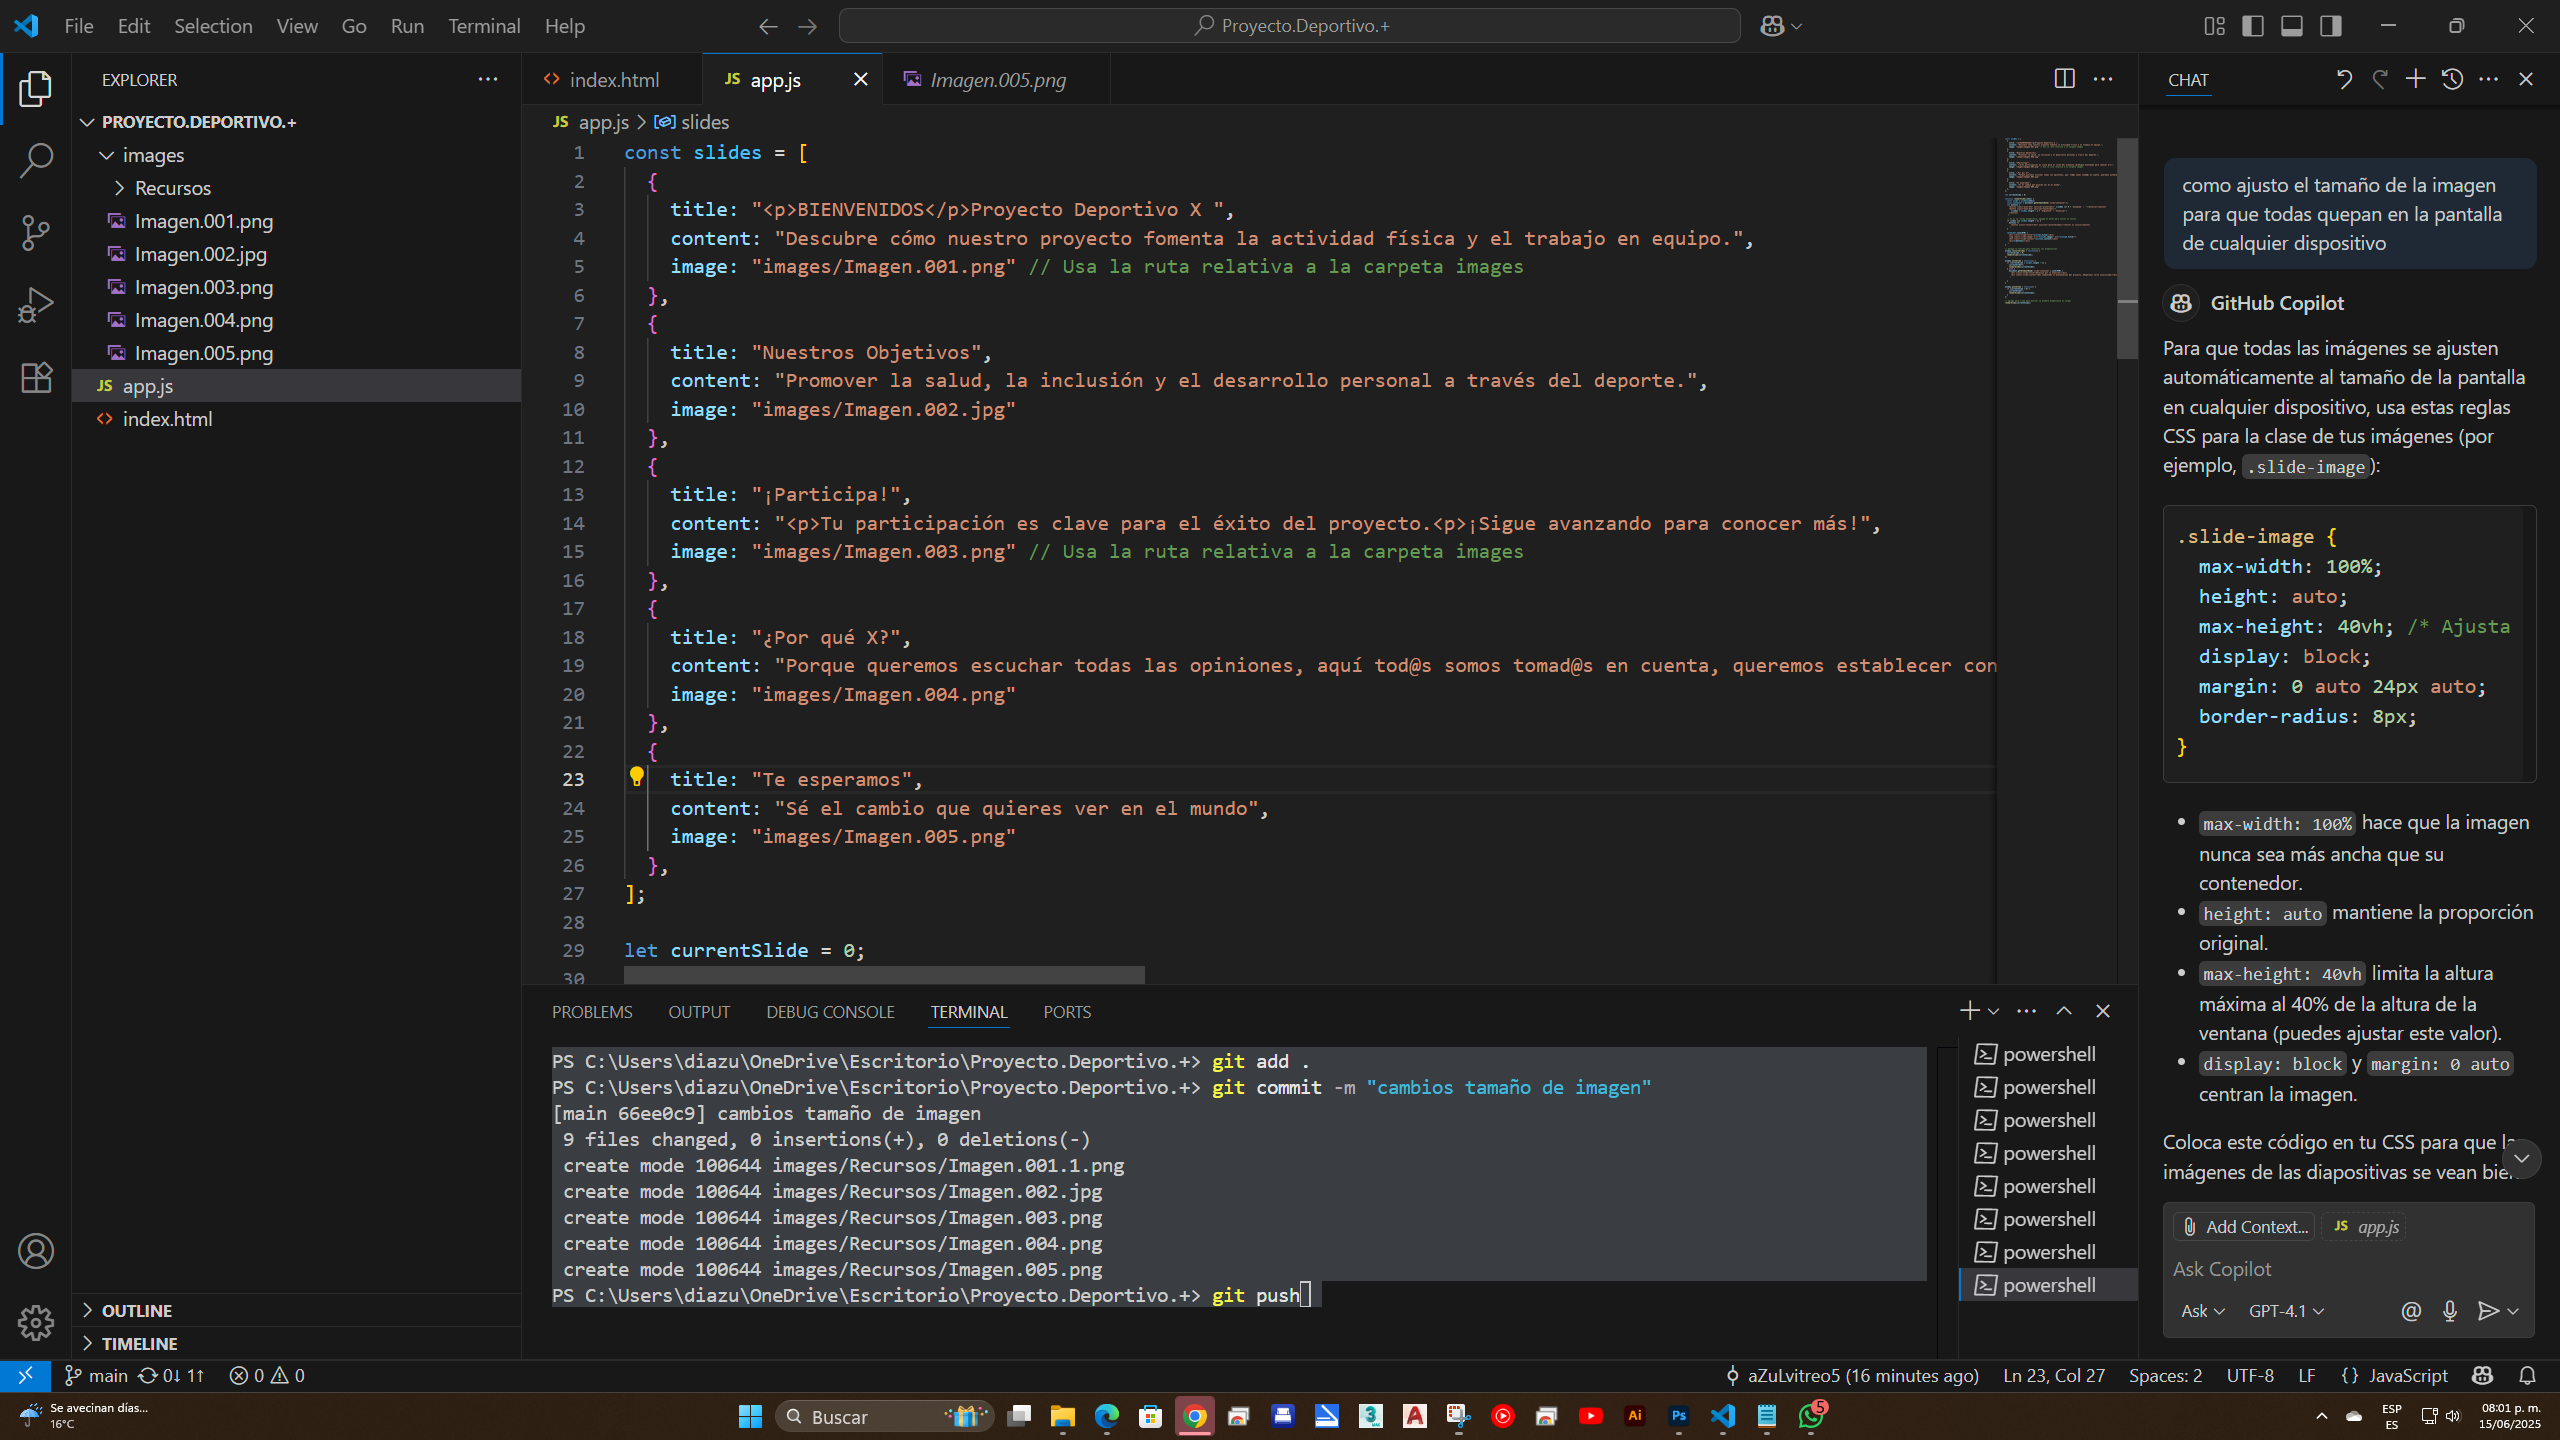 File Edit Selection View Go Run Terminal Help
Proyecto.Deportivo.+
EXPLORER
PROYECTO.DEPORTIVO.+
images
Recursos
Imagen.001.png
Imagen.002.jpg
Imagen.003.png
Imagen.004.png
Imagen.005.png
JS app.js
<> index.html
OUTLINE
TIMELINE
<> index.html
JS app.js
Imagen.005.png
JS app.js > slides
1 const slides = [
2 {
3 title: "<p>BIENVENIDOS</p>Proyecto Deportivo X ",
4 content: "Descubre cómo nuestro proyecto fomenta la actividad física y el trabajo en equipo.",
5 image: "images/Imagen.001.png" // Usa la ruta relativa a la carpeta images
6 },
7 {
8 title: "Nuestros Objetivos",
9 content: "Promover la salud, la inclusión y el desarrollo personal a través del deporte.",
10 image: "images/Imagen.002.jpg"
11 },
12 {
13 title: "¡Participa!",
14 content: "<p>Tu participación es clave para el éxito del proyecto.<p>¡Sigue avanzando para conocer más!",
15 image: "images/Imagen.003.png" // Usa la ruta relativa a la carpeta images
16 },
17 {
18 title: "¿Por qué X?",
19 content: "Porque queremos escuchar todas las opiniones, aquí tod@s somos tomad@s en cuenta, queremos establecer con
20 image: "images/Imagen.004.png"
21 },
22 {
23 title: "Te esperamos",
24 content: "Sé el cambio que quieres ver en el mundo",
25 image: "images/Imagen.005.png"
26 },
27 ];
28
29 let currentSlide = 0;
30
PROBLEMS OUTPUT DEBUG CONSOLE TERMINAL PORTS
PS C:\Users\diazu\OneDrive\Escritorio\Proyecto.Deportivo.+> git add .
PS C:\Users\diazu\OneDrive\Escritorio\Proyecto.Deportivo.+> git commit -m "cambios tamaño de imagen"
[main 66ee0c9] cambios tamaño de imagen
9 files changed, 0 insertions(+), 0 deletions(-)
create mode 100644 images/Recursos/Imagen.001.1.png
create mode 100644 images/Recursos/Imagen.002.jpg
create mode 100644 images/Recursos/Imagen.003.png
create mode 100644 images/Recursos/Imagen.004.png
create mode 100644 images/Recursos/Imagen.005.png
PS C:\Users\diazu\OneDrive\Escritorio\Proyecto.Deportivo.+> git push
powershell
powershell
powershell
powershell
powershell
powershell
powershell
powershell
CHAT
como ajusto el tamaño de la imagen
para que todas quepan en la pantalla
de cualquier dispositivo
GitHub Copilot
Para que todas las imágenes se ajusten
automáticamente al tamaño de la pantalla
en cualquier dispositivo, usa estas reglas
CSS para la clase de tus imágenes (por
ejemplo, .slide-image):
.slide-image {
max-width: 100%;
height: auto;
max-height: 40vh; /* Ajusta
display: block;
margin: 0 auto 24px auto;
border-radius: 8px;
}
• max-width: 100% hace que la imagen
nunca sea más ancha que su
contenedor.
• height: auto mantiene la proporción
original.
• max-height: 40vh limita la altura
máxima al 40% de la altura de la
ventana (puedes ajustar este valor).
• display: block y margin: 0 auto
centran la imagen.
Coloca este código en tu CSS para que
imágenes de las diapositivas se vean
Add Context... JS app.js
Ask Copilot
Ask GPT-4.1
main 0↓ 1↑ 0 0
aZuLvitreo5 (16 minutes ago) Ln 23, Col 27 Spaces: 2 UTF-8 LF {} JavaScript
Se avecinan días...
16°C
Buscar
3
A
Ai
Ps
5
ESP
ES
08:01 p. m.
15/06/2025